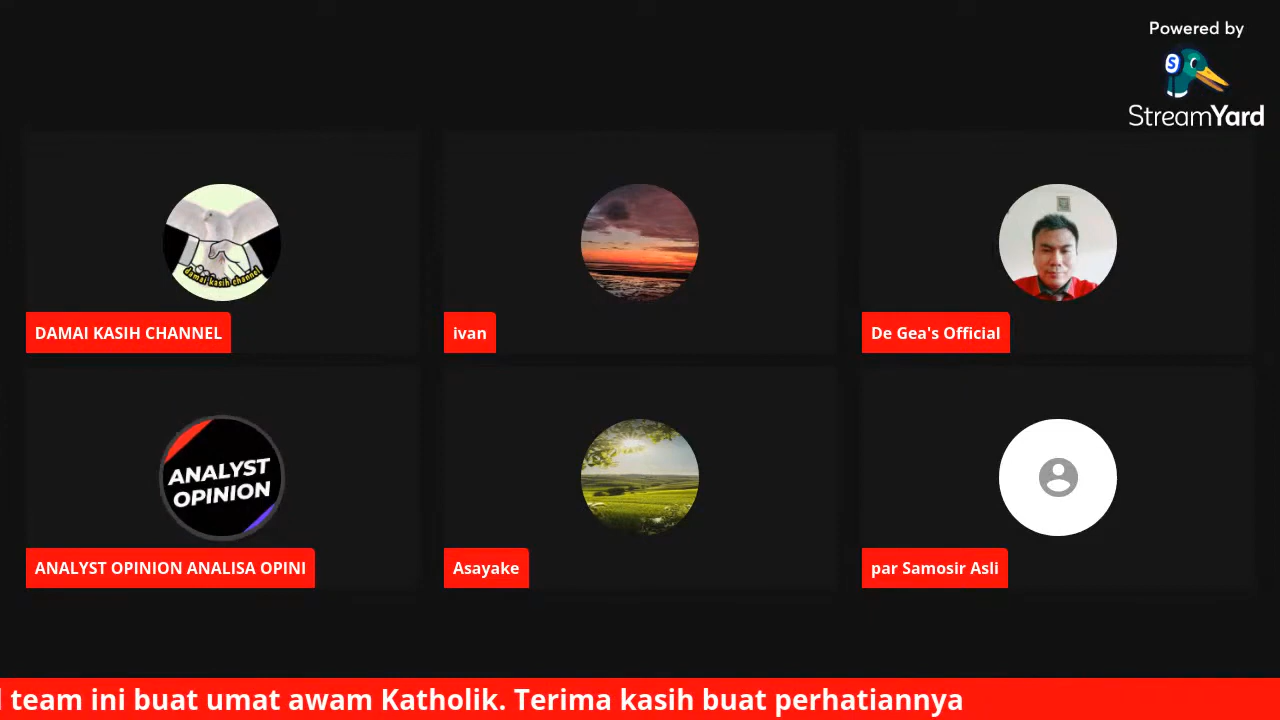 Powered by
S
StreamYard
damai kasih channel
DAMAI KASIH CHANNEL
ivan
De Gea's Official
ANALYST
OPINION
ANALYST OPINION ANALISA OPINI
Asayake
par Samosir Asli
team ini buat umat awam Katholik. Terima kasih buat perhatiannya